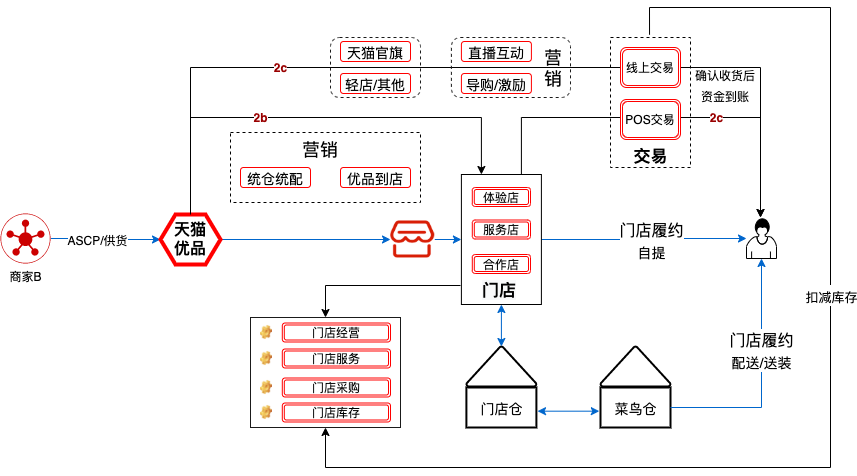 2c
天猫官旗
轻店/其他
直播互动
导购/激励
营
销
线上交易
POS交易
交易
确认收货后
资金到账
2c
2b
营销
统仓统配
优品到店
商家B
ASCP/供货
天猫
优品
体验店
服务店
合作店
门店
门店履约
自提
扣减库存
门店经营
门店服务
门店采购
门店库存
门店仓
菜鸟仓
门店履约
配送/送装